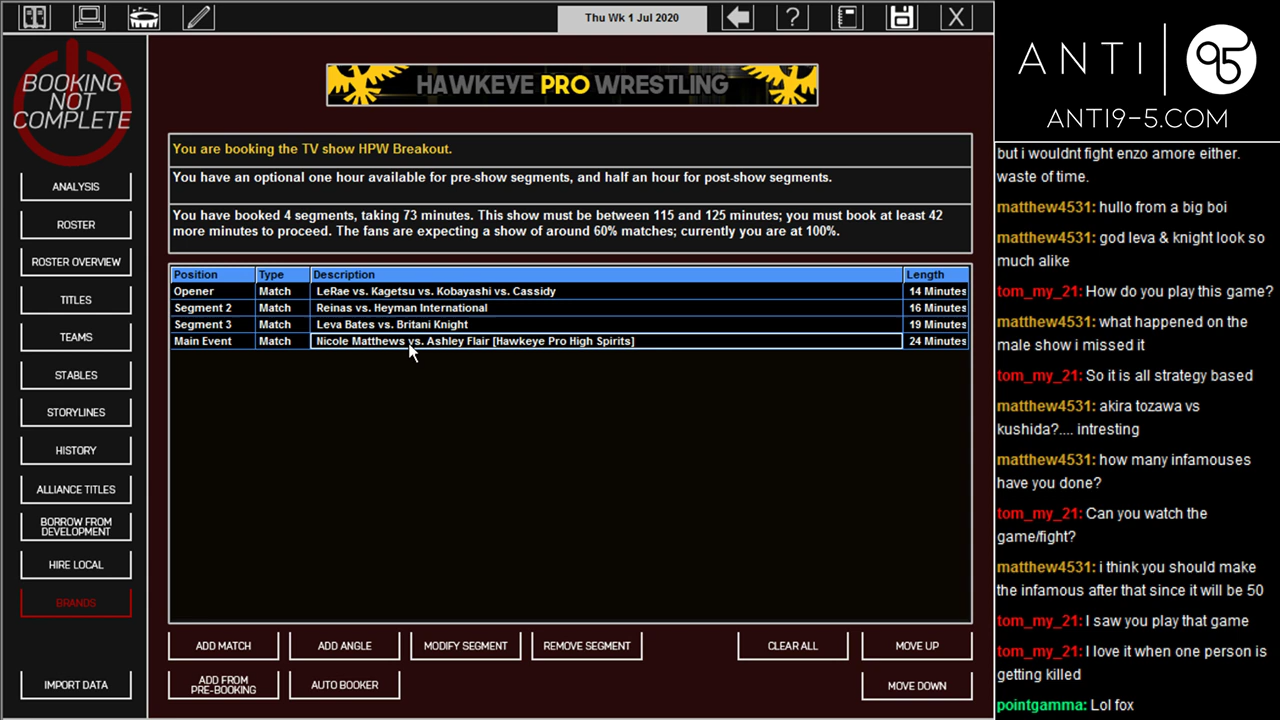 Thu Wk 1 Jul 2020
?
X
BOOKING
NOT
COMPLETE
ANALYSIS
ROSTER
ROSTER OVERVIEW
TITLES
TEAMS
STABLES
STORYLINES
HISTORY
ALLIANCE TITLES
BORROW FROM
DEVELOPMENT
HIRE LOCAL
BRANDS
IMPORT DATA
HAWKEYE PRO WRESTLING
You are booking the TV show HPW Breakout.
You have an optional one hour available for pre-show segments, and half an hour for post-show segments.
You have booked 4 segments, taking 73 minutes. This show must be between 115 and 125 minutes; you must book at least 42
more minutes to proceed. The fans are expecting a show of around 60% matches; currently you are at 100%.
Position Type Description Length
Opener Match LeRae vs. Kagetsu vs. Kobayashi vs. Cassidy 14 Minutes
Segment 2 Match Reinas vs. Heyman International 16 Minutes
Segment 3 Match Leva Bates vs. Britani Knight 19 Minutes
Main Event Match Nicole Matthews vs. Ashley Flair [Hawkeye Pro High Spirits] 24 Minutes
ADD MATCH
ADD ANGLE
MODIFY SEGMENT
REMOVE SEGMENT
CLEAR ALL
MOVE UP
ADD FROM
PRE-BOOKING
AUTO BOOKER
MOVE DOWN
ANTI 95
ANTI9-5.COM
but i wouldnt fight enzo amore either.
waste of time.
matthew4531: hullo from a big boi
matthew4531: god leva & knight look so
much alike
tom_my_21: How do you play this game?
matthew4531: what happened on the
male show i missed it
tom_my_21: So it is all strategy based
matthew4531: akira tozawa vs
kushida?.... intresting
matthew4531: how many infamouses
have you done?
tom_my_21: Can you watch the
game/fight?
matthew4531: i think you should make
the infamous after that since it will be 50
tom_my_21: I saw you play that game
tom_my_21: I love it when one person is
getting killed
pointgamma: Lol fox